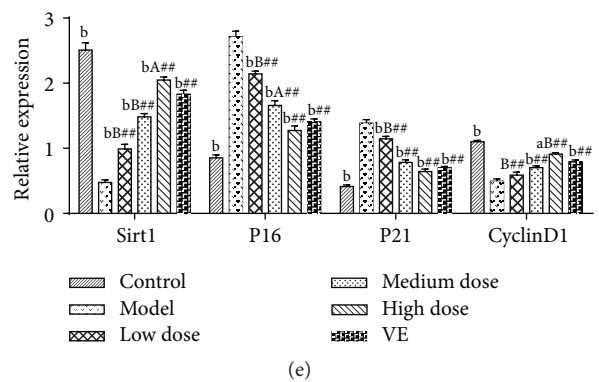 3
2
1
0
Relative expression
b
bB##
bB##
bA##
b##
b
bB##
bA##
b##
b##
b
bB##
b##
b##
b##
b
B##
b##
aB##
b##
Sirt1 P16 P21 CyclinD1
Control Medium dose
Model High dose
Low dose VE
(e)